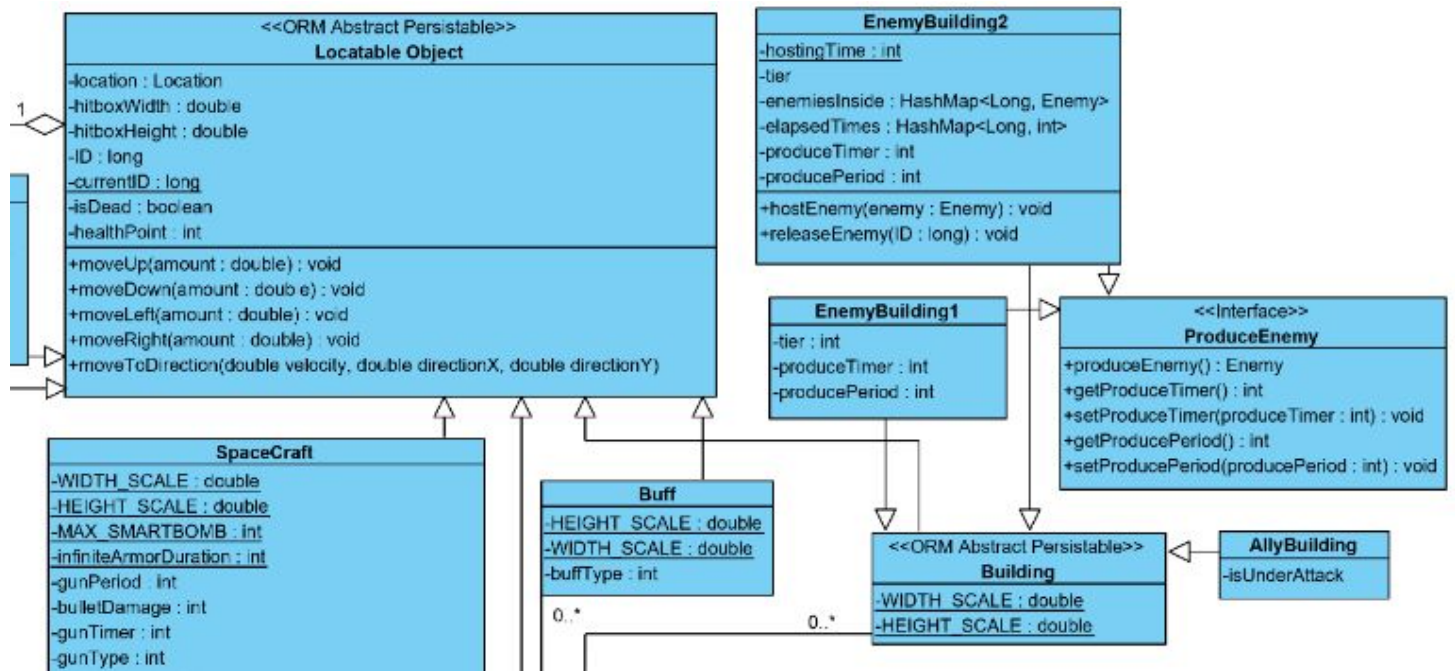 <<ORM Abstract Persistable>>
Locatable Object
-location : Location
-hitboxWidth : double
-hitboxHeight : double
-ID : long
-currentID : long
-isDead : boolean
-healthPoint : int
+moveUp(amount : double) : void
+moveDown(amount : double) : void
+moveLeft(amount : double) : void
+moveRight(amount : double) : void
+moveToDirection(double velocity, double directionX, double directionY)
1
EnemyBuilding2
-hostingTime : int
-tier
-enemiesInside : HashMap<Long, Enemy>
-elapsedTimes : HashMap<Long, int>
-produceTimer : int
-producePeriod : int
+hostEnemy(enemy : Enemy) : void
+releaseEnemy(ID : long) : void
EnemyBuilding1
-tier : int
-produceTimer : int
-producePeriod : int
<<Interface>>
ProduceEnemy
+produceEnemy() : Enemy
+getProduceTimer() : int
+setProduceTimer(produceTimer : int) : void
+getProducePeriod() : int
+setProducePeriod(producePeriod : int) : void
SpaceCraft
-WIDTH_SCALE : double
-HEIGHT_SCALE : double
-MAX_SMARTBOMB : int
-infiniteArmorDuration : int
-gunPeriod : int
-bulletDamage : int
-gunTimer : int
-gunType : int
Buff
-HEIGHT_SCALE : double
-WIDTH_SCALE : double
-buffType : int
0..*
0..*
<<ORM Abstract Persistable>>
Building
-WIDTH_SCALE : double
-HEIGHT_SCALE : double
AllyBuilding
-isUnderAttack